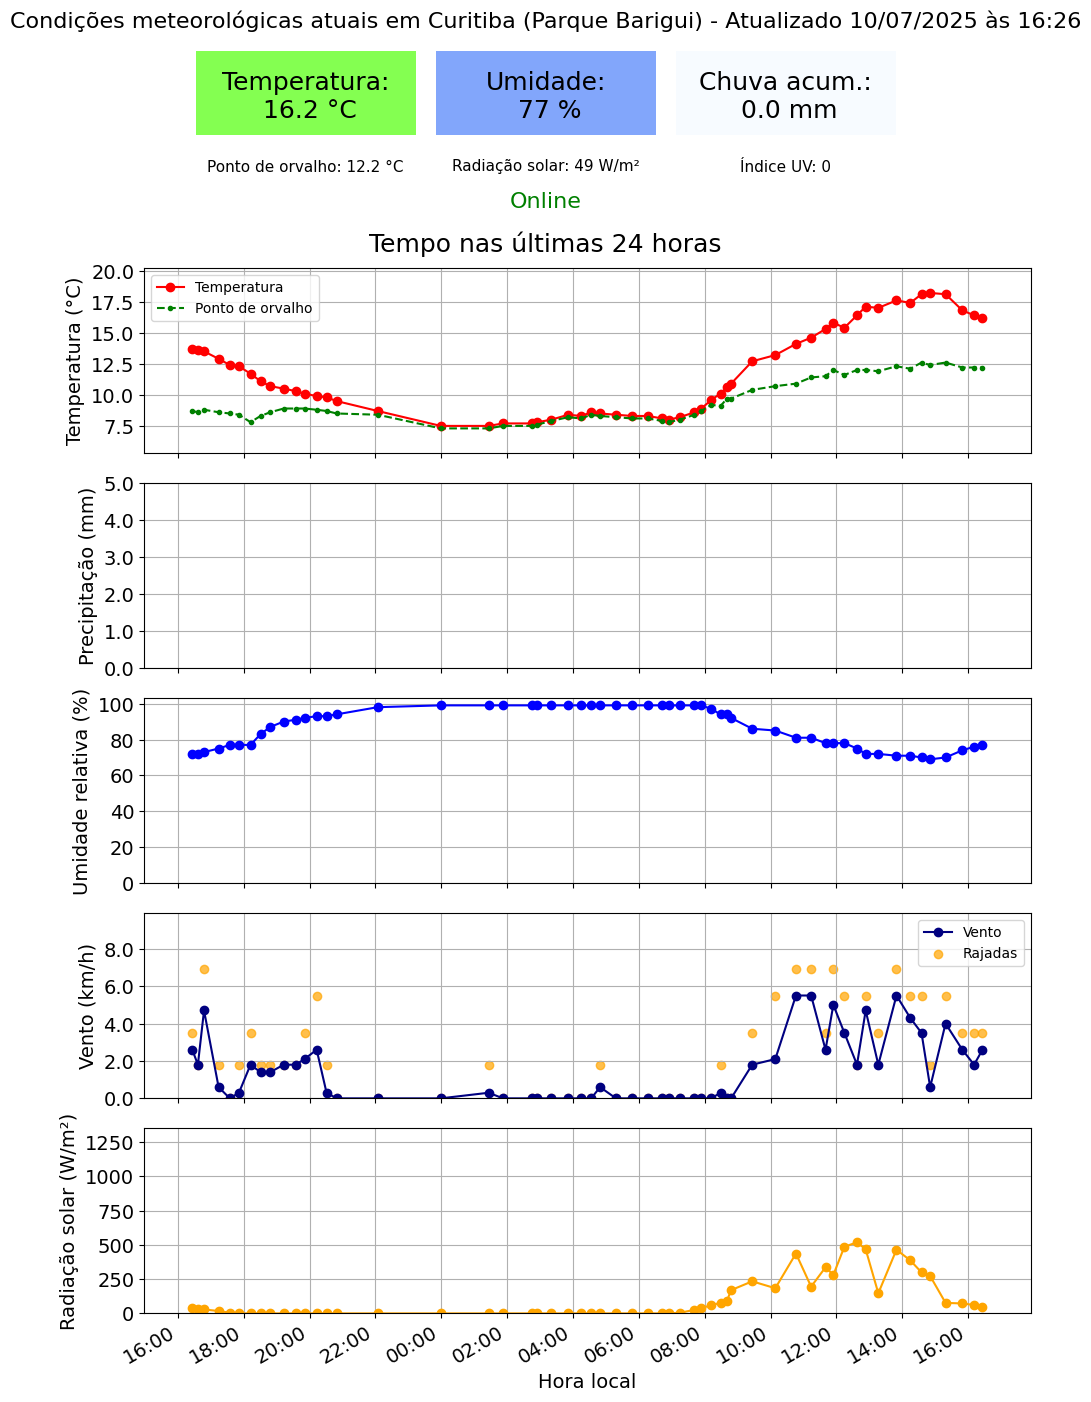 Condições meteorológicas atuais em Curitiba (Parque Barigui) - Atualizado 10/07/2025 às 16:26
Temperatura:
16.2 °C
Umidade:
77 %
Chuva acum.:
0.0 mm
Ponto de orvalho: 12.2 °C
Radiação solar: 49 W/m²
Índice UV: 0
Online
Tempo nas últimas 24 horas
Temperatura (°C)
20.0
17.5
15.0
12.5
10.0
7.5
Temperatura
Ponto de orvalho
Precipitação (mm)
5.0
4.0
3.0
2.0
1.0
0.0
Umidade relativa (%)
100
80
60
40
20
0
Vento (km/h)
8.0
6.0
4.0
2.0
0.0
Vento
Rajadas
Radiação solar (W/m²)
1250
1000
750
500
250
0
16:00
18:00
20:00
22:00
00:00
02:00
04:00
06:00
08:00
10:00
12:00
14:00
16:00
Hora local